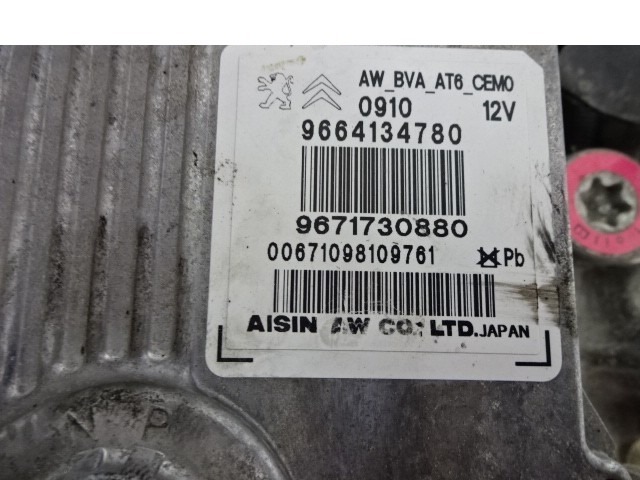 AW_BVA_AT6_CEMO
0910 12V
9664134780
9671730880
00671098109761 Pb
AISIN AW CO; LTD. JAPAN
N P